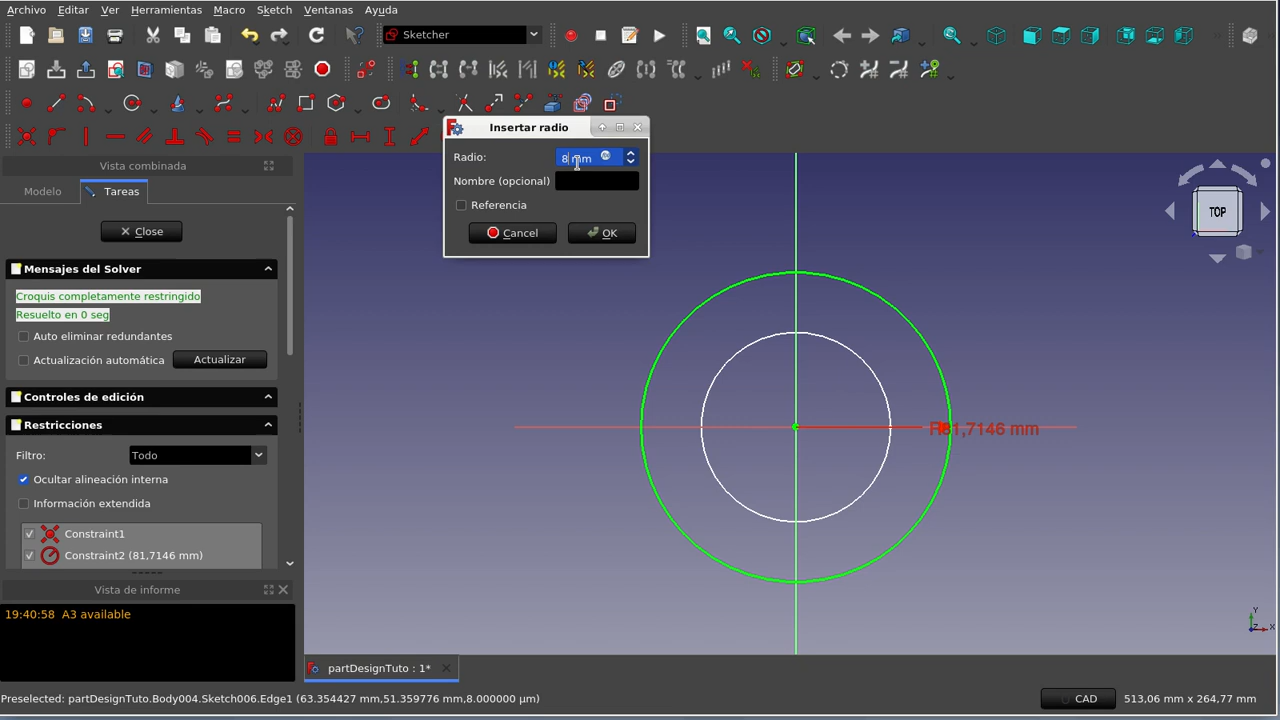 Archivo Editar Ver Herramientas Macro Sketch Ventanas Ayuda
Sketcher
Vista combinada
Modelo Tareas
Close
Mensajes del Solver
Croquis completamente restringido
Resuelto en 0 seg
Auto eliminar redundantes
Actualización automática Actualizar
Controles de edición
Restricciones
Filtro: Todo
Ocultar alineación interna
Información extendida
Constraint1
Constraint2 (81,7146 mm)
Vista de informe
19:40:58 A3 available
Insertar radio
Radio: 8 mm
Nombre (opcional)
Referencia
Cancel OK
TOP
R81,7146 mm
Y
Z X
partDesignTuto : 1*
Preselected: partDesignTuto.Body004.Sketch006.Edge1 (63.354427 mm,51.359776 mm,8.000000 µm)
CAD 513,06 mm x 264,77 mm